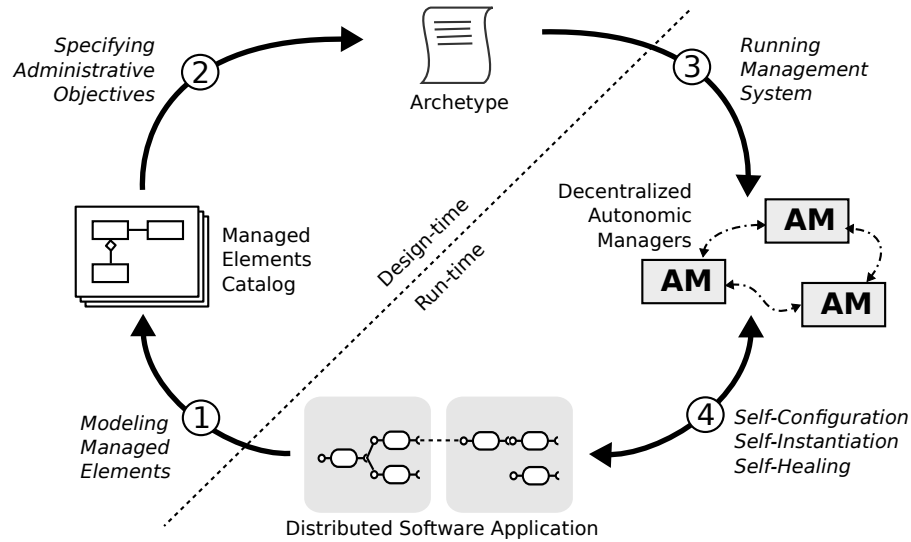 Specifying
Administrative
Objectives
2
Archetype
3
Running
Management
System
Managed
Elements
Catalog
Design-time
Run-time
Decentralized
Autonomic
Managers
AM
AM
AM
1
Modeling
Managed
Elements
4
Self-Configuration
Self-Instantiation
Self-Healing
Distributed Software Application